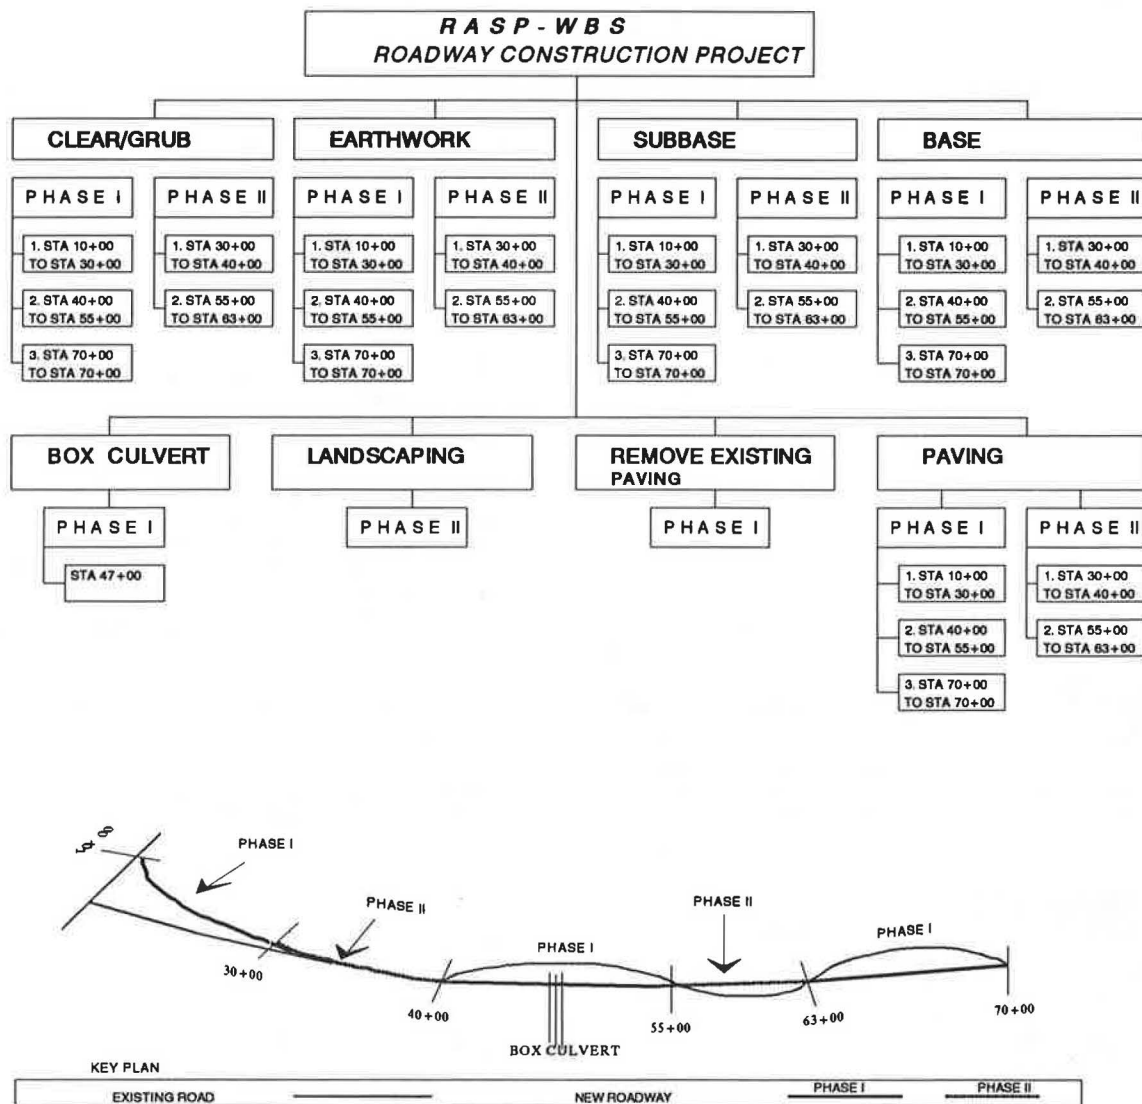 RASP-WBS
ROADWAY CONSTRUCTION PROJECT
CLEAR/GRUB
EARTHWORK
SUBBASE
BASE
PHASE I
PHASE II
PHASE I
PHASE II
PHASE I
PHASE II
PHASE I
PHASE II
1. STA 10+00
TO STA 30+00
1. STA 30+00
TO STA 40+00
1. STA 10+00
TO STA 30+00
1. STA 30+00
TO STA 40+00
1. STA 10+00
TO STA 30+00
1. STA 30+00
TO STA 40+00
1. STA 10+00
TO STA 30+00
1. STA 30+00
TO STA 40+00
2. STA 40+00
TO STA 55+00
2. STA 55+00
TO STA 63+00
2. STA 40+00
TO STA 55+00
2. STA 55+00
TO STA 63+00
2. STA 40+00
TO STA 55+00
2. STA 55+00
TO STA 63+00
2. STA 40+00
TO STA 55+00
2. STA 55+00
TO STA 63+00
3. STA 70+00
TO STA 70+00
3. STA 70+00
TO STA 70+00
3. STA 70+00
TO STA 70+00
3. STA 70+00
TO STA 70+00
BOX CULVERT
LANDSCAPING
REMOVE EXISTING
PAVING
PAVING
PHASE I
PHASE II
PHASE I
PHASE I
PHASE II
STA 47+00
1. STA 10+00
TO STA 30+00
1. STA 30+00
TO STA 40+00
2. STA 40+00
TO STA 55+00
2. STA 55+00
TO STA 63+00
3. STA 70+00
TO STA 70+00
PHASE I
PHASE II
PHASE I
PHASE II
PHASE I
30+00
40+00
55+00
63+00
70+00
BOX CULVERT
KEY PLAN
EXISTING ROAD
NEW ROADWAY
PHASE I
PHASE II